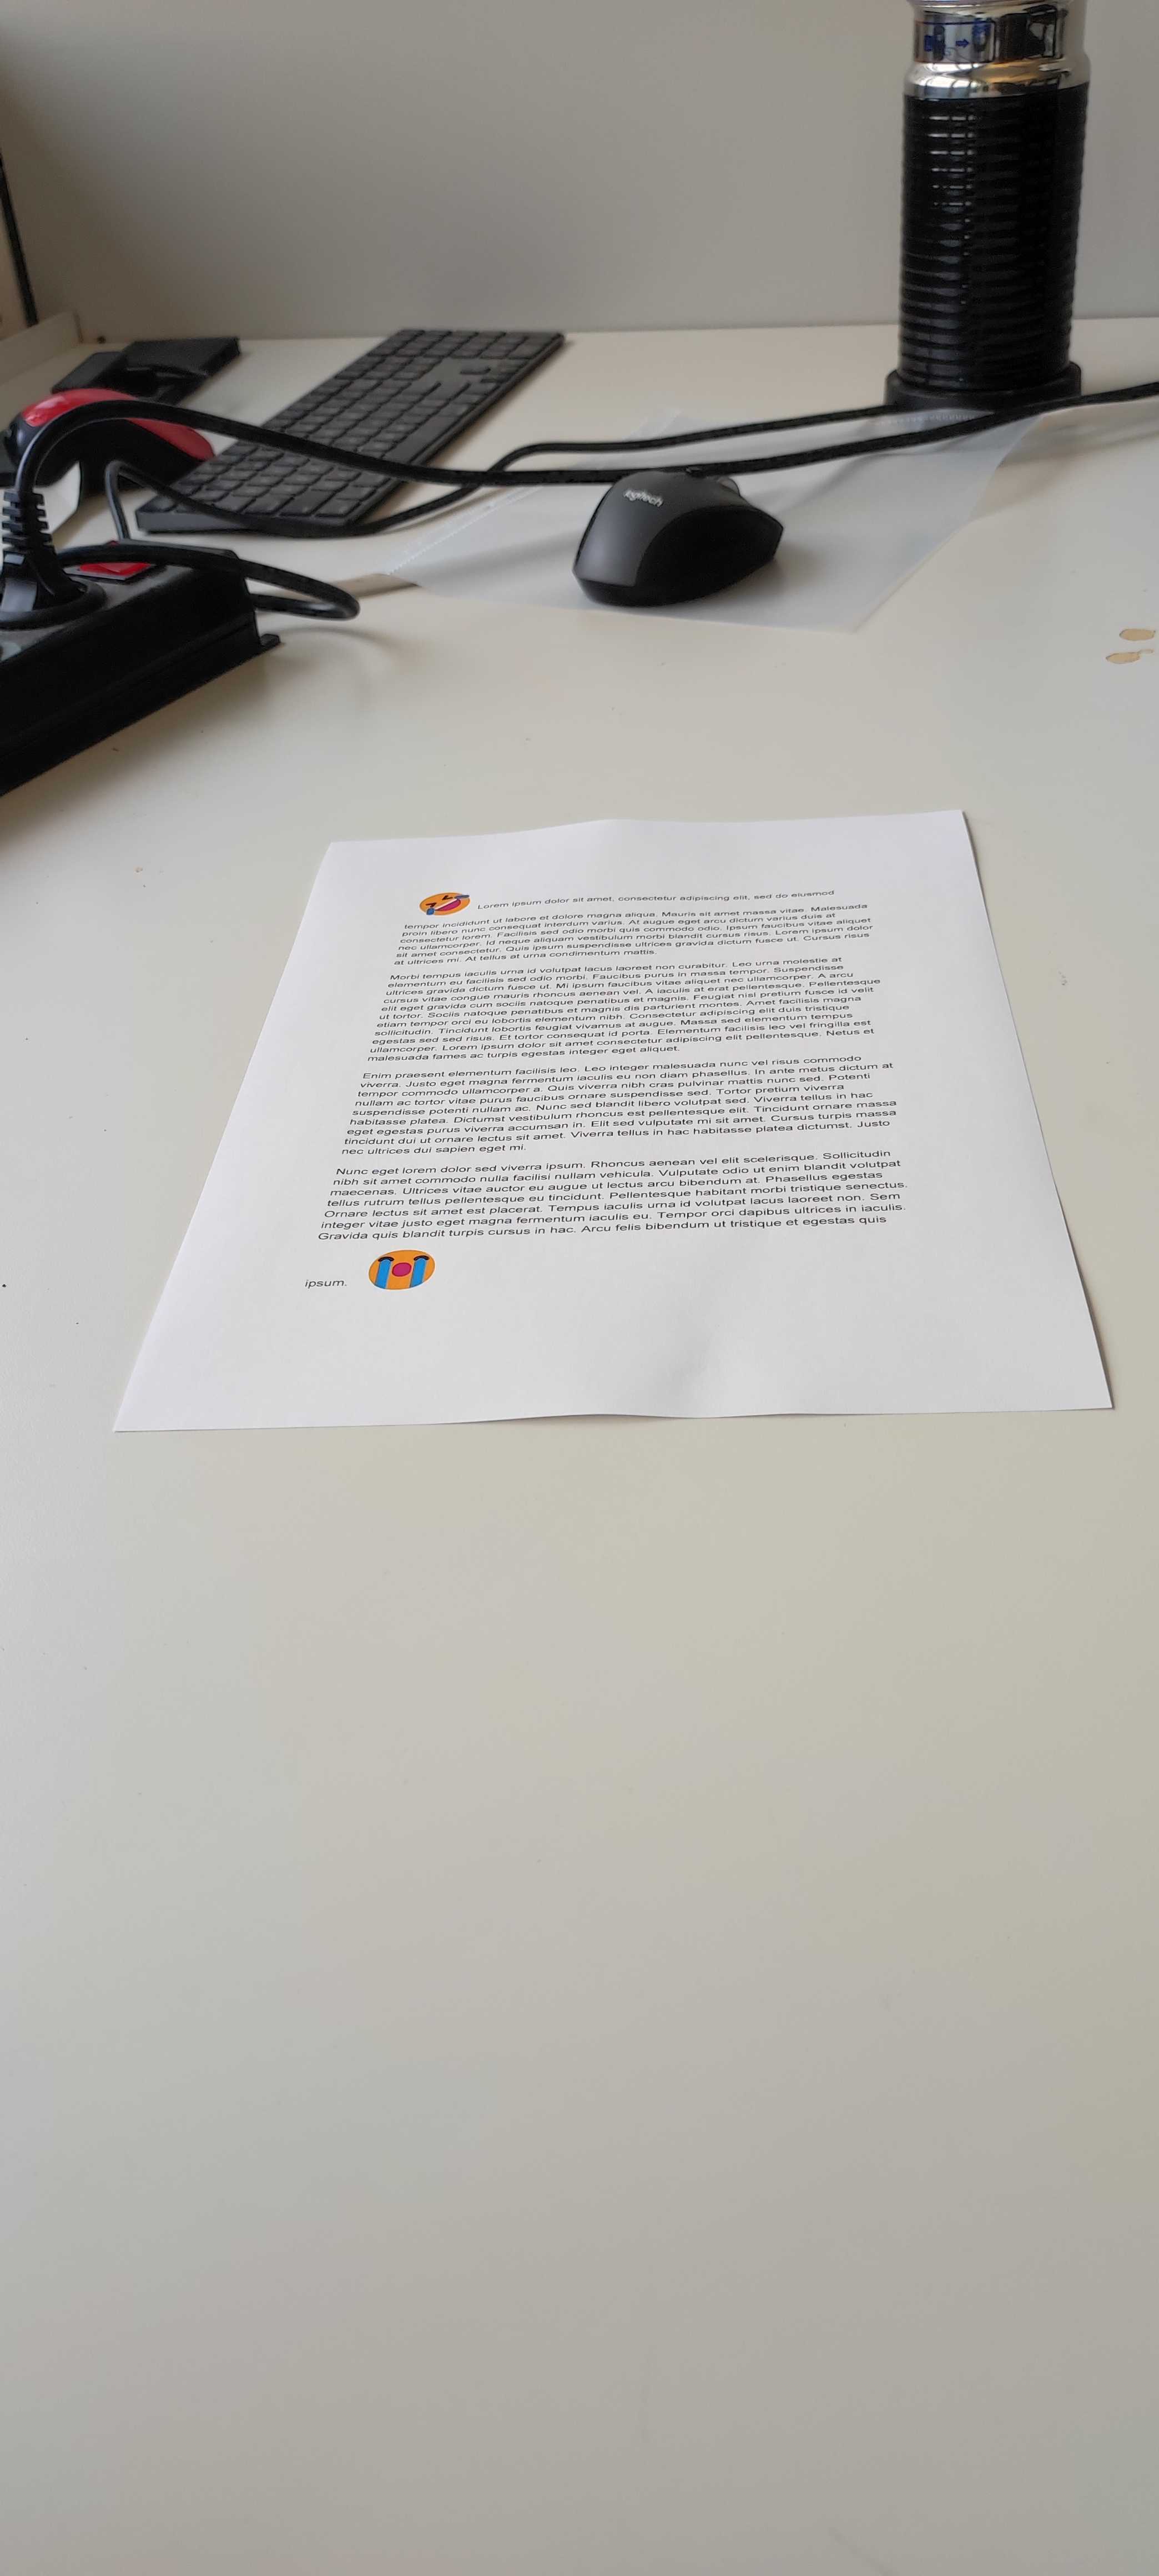 logitech
🤣 Lorem ipsum dolor sit amet, consectetur adipiscing elit, sed do eiusmod
tempor incididunt ut labore et dolore magna aliqua. Mauris sit amet massa vitae. Malesuada
proin libero nunc consequat interdum varius. At augue eget arcu dictum varius duis at
consectetur lorem. Facilisis sed odio morbi quis commodo odio. Ipsum faucibus vitae aliquet
nec ullamcorper. Id neque aliquam vestibulum morbi blandit cursus risus. Lorem ipsum dolor
sit amet consectetur. Quis ipsum suspendisse ultrices gravida dictum fusce ut. Cursus risus
at ultrices mi. At tellus at urna condimentum mattis.
Morbi tempus iaculis urna id volutpat lacus laoreet non curabitur. Leo urna molestie at
elementum eu facilisis sed odio morbi. Faucibus purus in massa tempor. Suspendisse
ultrices gravida dictum fusce ut. Mi ipsum faucibus vitae aliquet nec ullamcorper. A arcu
cursus vitae congue mauris rhoncus aenean vel. A iaculis at erat pellentesque. Pellentesque
elit eget gravida cum sociis natoque penatibus et magnis. Feugiat nisl pretium fusce id velit
ut tortor. Sociis natoque penatibus et magnis dis parturient montes. Amet facilisis magna
etiam tempor orci eu lobortis elementum nibh. Consectetur adipiscing elit duis tristique
sollicitudin. Tincidunt lobortis feugiat vivamus at augue. Massa sed elementum tempus
egestas sed sed risus. Et tortor consequat id porta. Elementum facilisis leo vel fringilla est
ullamcorper. Lorem ipsum dolor sit amet consectetur adipiscing elit pellentesque. Netus et
malesuada fames ac turpis egestas integer eget aliquet.
Enim praesent elementum facilisis leo. Leo integer malesuada nunc vel risus commodo
viverra. Justo eget magna fermentum iaculis eu non diam phasellus. In ante metus dictum at
tempor commodo ullamcorper a. Quis viverra nibh cras pulvinar mattis nunc sed. Potenti
nullam ac tortor vitae purus faucibus ornare suspendisse sed. Tortor pretium viverra
suspendisse potenti nullam ac. Nunc sed blandit libero volutpat sed. Viverra tellus in hac
habitasse platea. Dictumst vestibulum rhoncus est pellentesque elit. Tincidunt ornare massa
eget egestas purus viverra accumsan in. Elit sed vulputate mi sit amet. Cursus turpis massa
tincidunt dui ut ornare lectus sit amet. Viverra tellus in hac habitasse platea dictumst. Justo
nec ultrices dui sapien eget mi.
Nunc eget lorem dolor sed viverra ipsum. Rhoncus aenean vel elit scelerisque. Sollicitudin
nibh sit amet commodo nulla facilisi nullam vehicula. Vulputate odio ut enim blandit volutpat
maecenas. Ultrices vitae auctor eu augue ut lectus arcu bibendum at. Phasellus egestas
tellus rutrum tellus pellentesque eu tincidunt. Pellentesque habitant morbi tristique senectus.
Ornare lectus sit amet est placerat. Tempus iaculis urna id volutpat lacus laoreet non. Sem
integer vitae justo eget magna fermentum iaculis eu. Tempor orci dapibus ultrices in iaculis.
Gravida quis blandit turpis cursus in hac. Arcu felis bibendum ut tristique et egestas quis
ipsum. 😭